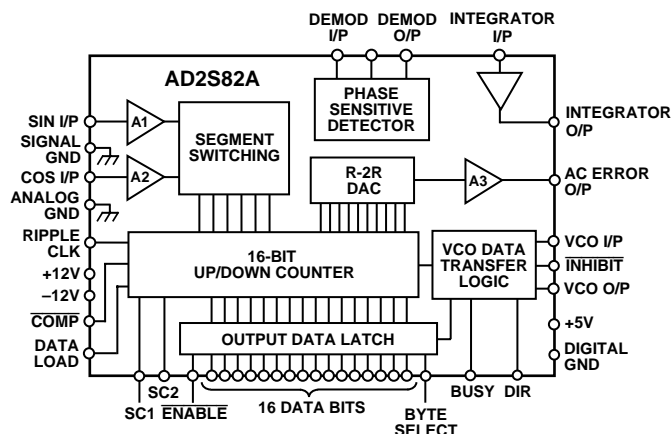 DEMOD
I/P
DEMOD
O/P
INTEGRATOR
I/P
AD2S82A
PHASE
SENSITIVE
DETECTOR
INTEGRATOR
O/P
SIN I/P
A1
SEGMENT
SWITCHING
SIGNAL
GND
COS I/P
A2
R-2R
DAC
A3
AC ERROR
O/P
ANALOG
GND
RIPPLE
CLK
16-BIT
UP/DOWN COUNTER
VCO DATA
TRANSFER
LOGIC
VCO I/P
INHIBIT
VCO O/P
+12V
–12V
COMP
DATA
LOAD
OUTPUT DATA LATCH
+5V
DIGITAL
GND
SC1
SC2
ENABLE
16 DATA BITS
BYTE
SELECT
BUSY
DIR